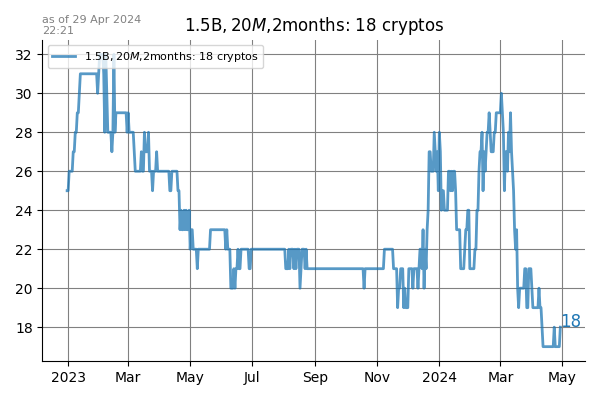 as of 29 Apr 2024
22:21
1.5B, 20M,2months: 18 cryptos
1.5B, 20M,2months: 18 cryptos
32
30
28
26
24
22
20
18
18
2023 Mar May Jul Sep Nov 2024 Mar May